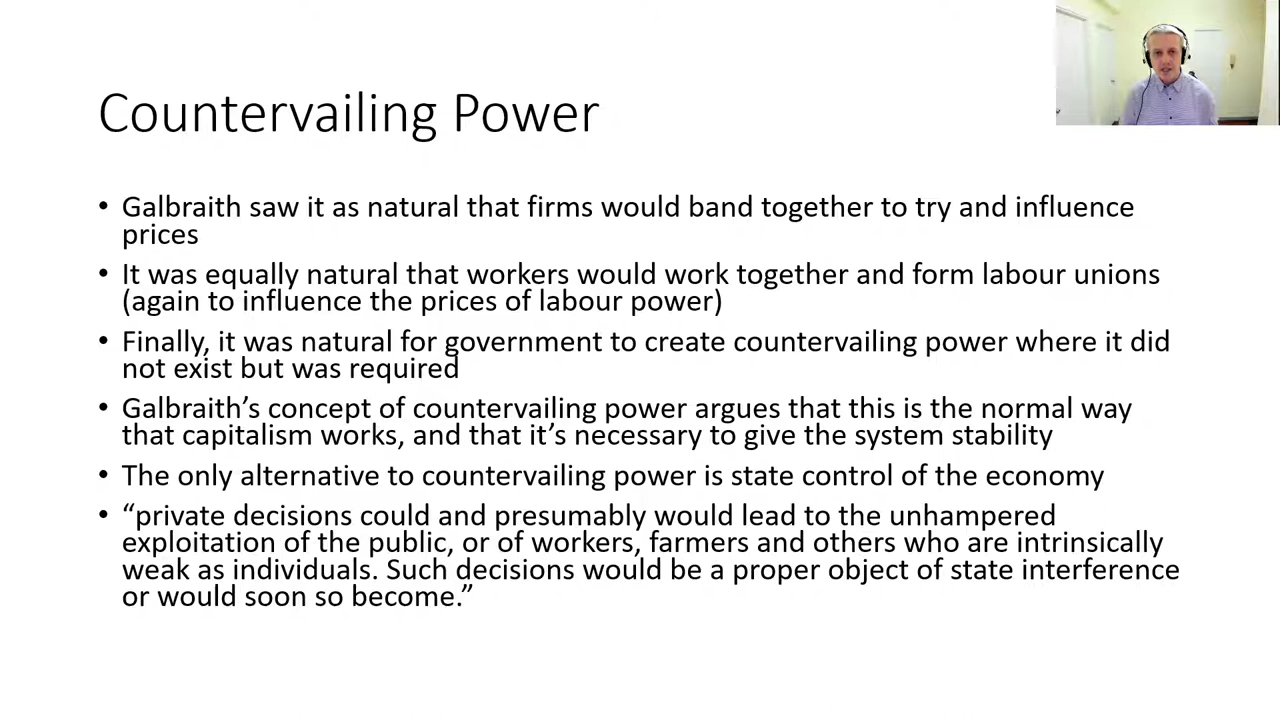 Countervailing Power
• Galbraith saw it as natural that firms would band together to try and influence
prices
• It was equally natural that workers would work together and form labour unions
(again to influence the prices of labour power)
• Finally, it was natural for government to create countervailing power where it did
not exist but was required
• Galbraith’s concept of countervailing power argues that this is the normal way
that capitalism works, and that it’s necessary to give the system stability
• The only alternative to countervailing power is state control of the economy
• “private decisions could and presumably would lead to the unhampered
exploitation of the public, or of workers, farmers and others who are intrinsically
weak as individuals. Such decisions would be a proper object of state interference
or would soon so become.”